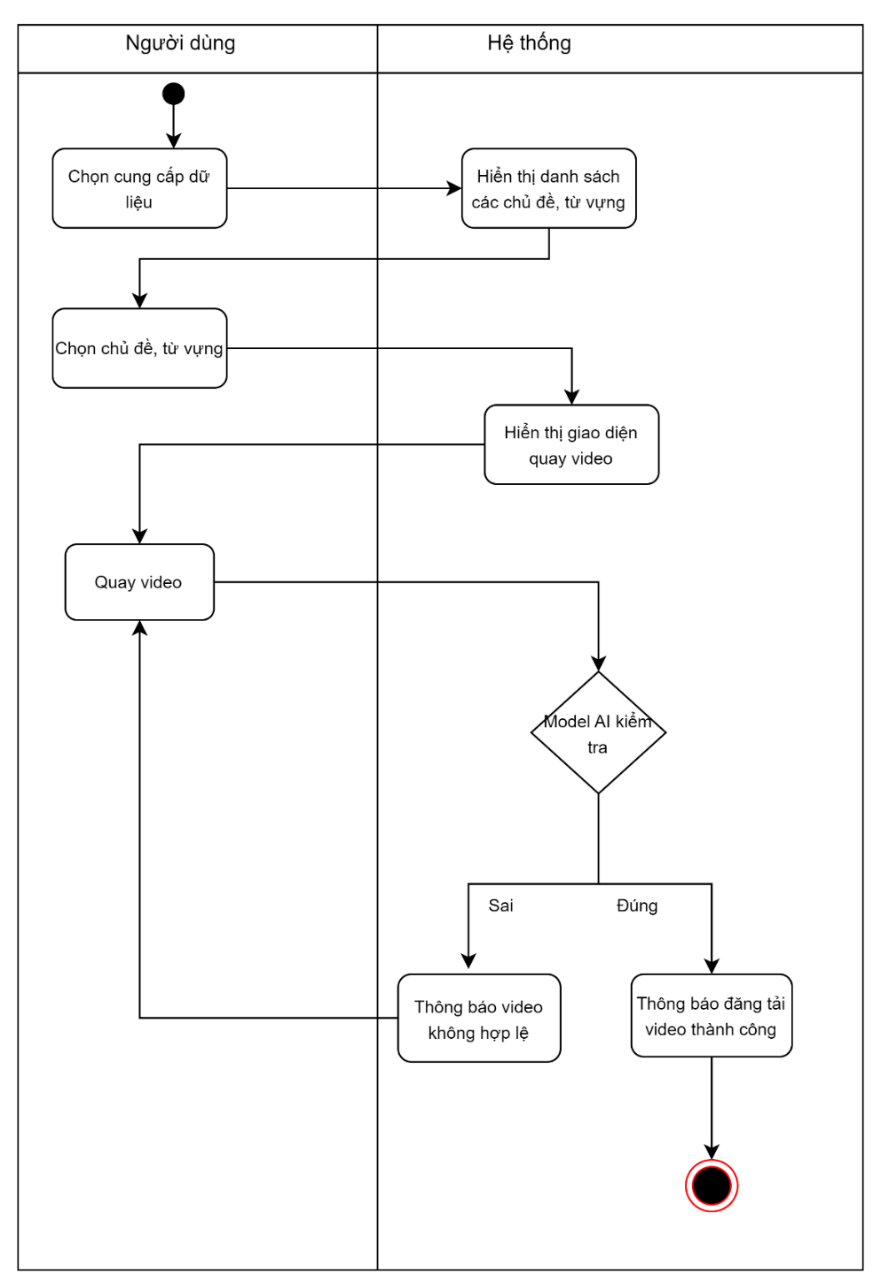 Người dùng
Hệ thống
Chọn cung cấp dữ
liệu
Hiển thị danh sách
các chủ đề, từ vựng
Chọn chủ đề, từ vựng
Hiển thị giao diện
quay video
Quay video
Model AI kiểm
tra
Sai
Đúng
Thông báo video
không hợp lệ
Thông báo đăng tải
video thành công